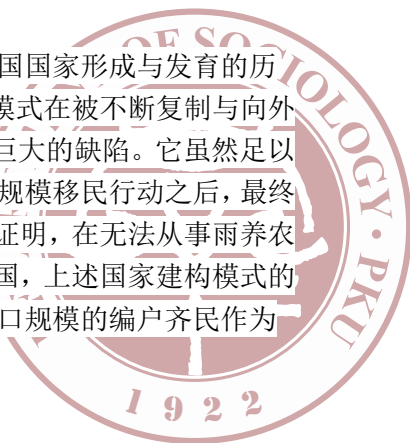 国国家形成与发育的历
模式在被不断复制与向外
巨大的缺陷。它虽然足以
规模移民行动之后，最终
证明，在无法从事雨养农
国，上述国家建构模式的
口规模的编户齐民作为
OF SOCIOLOGY · PKU
1922